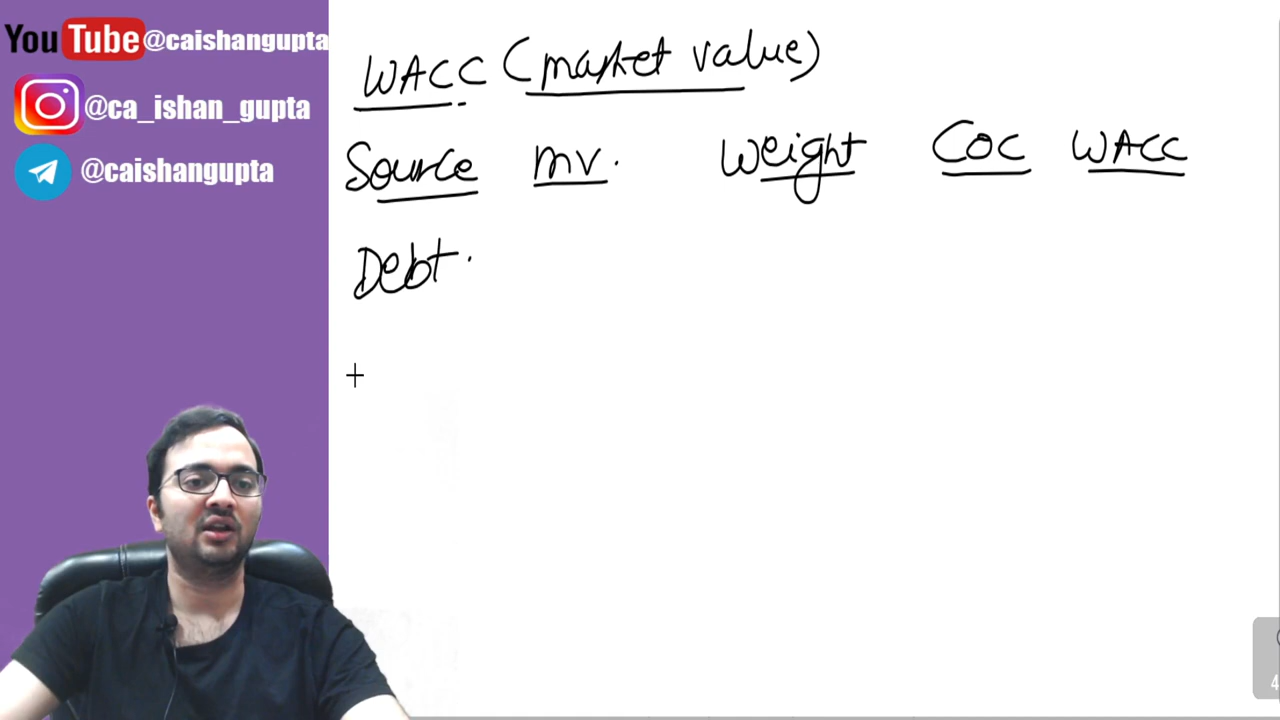 YouTube @caishangupta
@ca_ishan_gupta
@caishangupta
WACC (market value)
Source mv. Weight COC WACC
Debt.